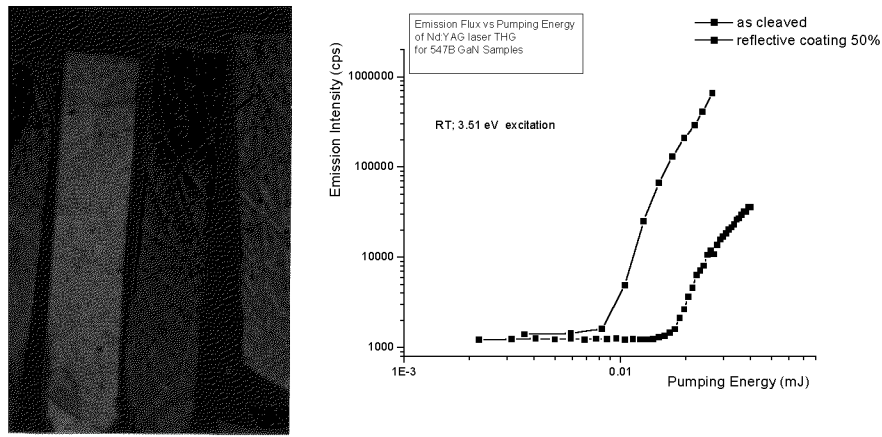 Emission Flux vs Pumping Energy
of Nd:YAG laser THG
for 547B GaN Samples
as cleaved
reflective coating 50%
RT; 3.51 eV excitation
Emission Intensity (cps)
1000000
100000
10000
1000
1E-3
0.01
Pumping Energy (mJ)